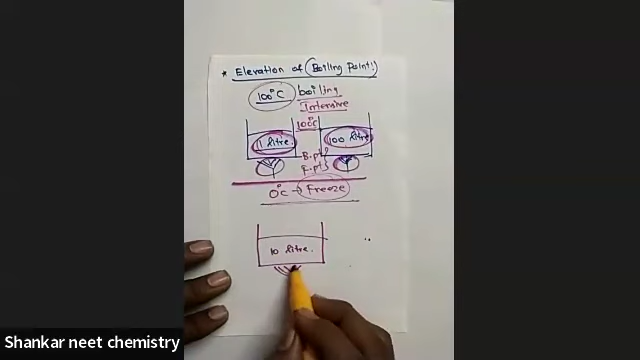 * Elevation of (Boiling point:)
100°C boiling
Intensive
100°C
1 litre. 100 litre.
B.pt
F.pt
0°C → Freeze
10 litre.
Shankar neet chemistry